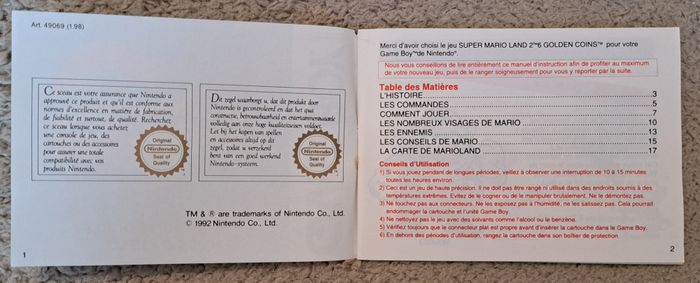 Art. 49069 (1.98)
Ce sceau est votre assurance que Nintendo a
approuvé ce produit et qu'il est conforme aux
normes d'excellence en matière de fabrication,
de fiabilité et surtout, de qualité. Recherchez
ce sceau lorsque vous achetez
une console de jeu, des
cartouches ou des accessoires
pour assurer une totale
compatibilité avec vos
produits Nintendo.
Original
Nintendo
Seal of
Quality
Dit zegel waarborgt u, dat dit produkt door
Nintendo is gecontroleerd en dat het qua
constructie, betrouwbaarheid en entertainmentwaarde
volledig aan onze hoge kwaliteitseisen voldoet.
Let bij het kopen van spellen
en accessoires altijd op dit
zegel, zodat u verzekerd
bent van een goed werkend
Nintendo-systeem.
Original
Nintendo
Seal of
Quality
TM & ® are trademarks of Nintendo Co., Ltd.
© 1992 Nintendo Co., Ltd.
1
Merci d'avoir choisi le jeu SUPER MARIO LAND 2™6 GOLDEN COINS™ pour votre
Game Boy™de Nintendo®.
Nous vous conseillons de lire entièrement ce manuel d'instruction afin de profiter au maximum
de votre nouveau jeu, puis de le ranger soigneusement pour vous y reporter par la suite.
Table des Matières
L'HISTOIRE.......................................................3
LES COMMANDES.......................................................5
COMMENT JOUER.......................................................7
LES NOMBREUX VISAGES DE MARIO.......................................................10
LES ENNEMIS.......................................................13
LES CONSEILS DE MARIO.......................................................15
LA CARTE DE MARIOLAND.......................................................17
Conseils d'Utilisation
1) Si vous jouez pendant de longues périodes, veillez à observer une interruption de 10 à 15 minutes
toutes les heures environ.
2) Ceci est un jeu de haute précision. Il ne doit pas être rangé ni utilisé dans des endroits soumis à des
températures extrêmes. Evitez de le cogner ou de le manipuler brutalement. Ne le démontez pas.
3) Ne touchez pas aux connecteurs. Ne les exposez pas à l'humidité, ne les salissez pas. Cela pourrait
endommager la cartouche et l'unité Game Boy.
4) Ne nettoyez pas le jeu avec des solvants comme l'alcool ou la benzène.
5) Vérifiez toujours que le connecteur plat est propre avant d'insérer la cartouche dans le Game Boy.
6) En dehors des périodes d'utilisation, rangez la cartouche dans son boîtier de protection.
2